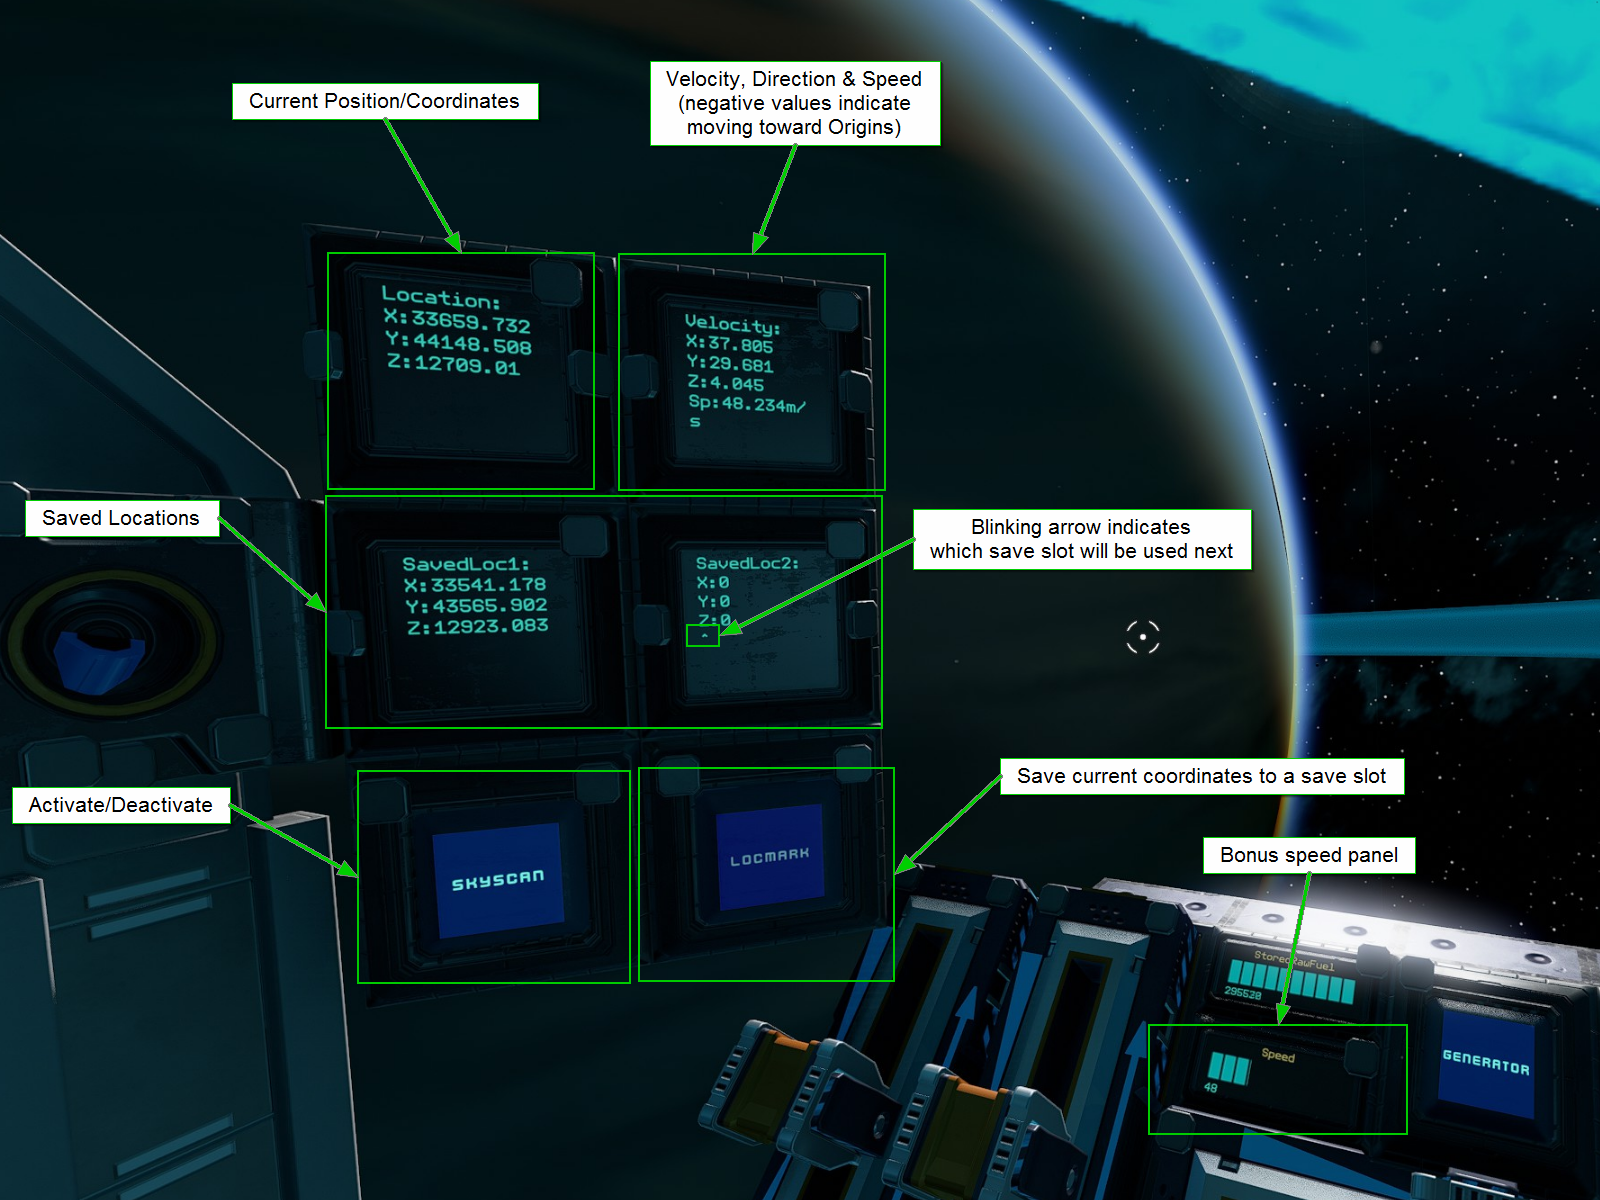 Current Position/Coordinates
Velocity, Direction & Speed
(negative values indicate
moving toward Origins)
Location:
X:33659.732
Y:44148.508
Z:12709.01
Velocity:
X:37.805
Y:29.681
Z:4.045
Sp:48.234m/
s
Saved Locations
SavedLoc1:
X:33541.178
Y:43565.902
Z:12923.083
SavedLoc2:
X:0
Y:0
Z:0
^
Blinking arrow indicates
which save slot will be used next
Activate/Deactivate
SKYSCAN
LOCMARK
Save current coordinates to a save slot
Bonus speed panel
StoredRawFuel
295528
Speed
48
GENERATOR